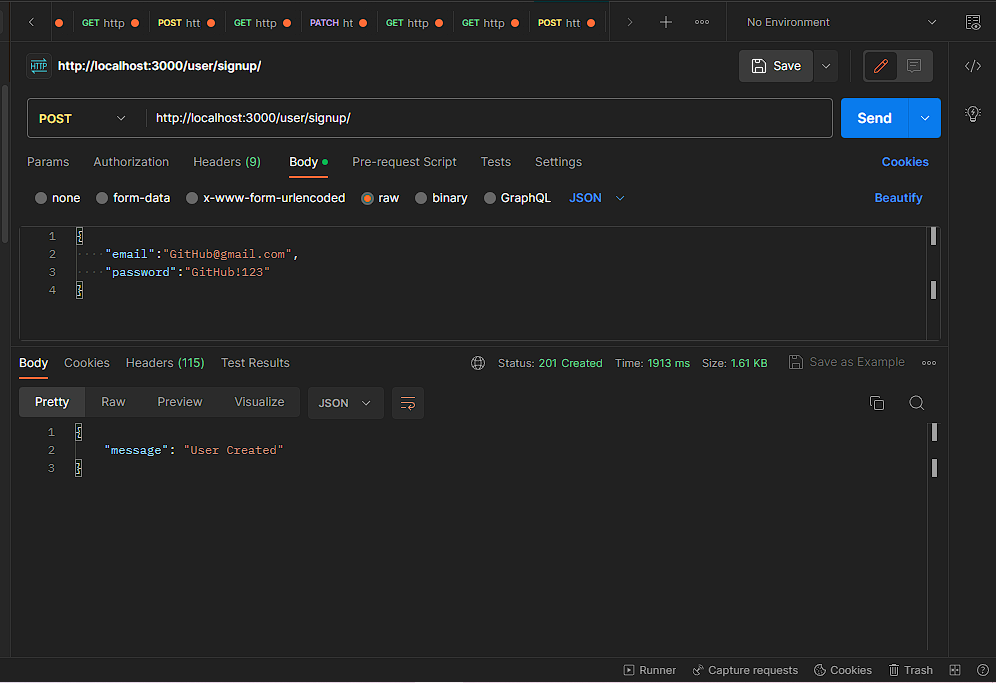 GET http POST htt GET http PATCH ht GET http GET http POST htt No Environment
HTTP http://localhost:3000/user/signup/ Save
POST http://localhost:3000/user/signup/ Send
Params Authorization Headers (9) Body Pre-request Script Tests Settings Cookies
none form-data x-www-form-urlencoded raw binary GraphQL JSON Beautify
1 {
2 "email":"GitHub@gmail.com",
3 "password":"GitHub!123"
4 }
Body Cookies Headers (115) Test Results Status: 201 Created Time: 1913 ms Size: 1.61 KB Save as Example
Pretty Raw Preview Visualize JSON
1 {
2 "message": "User Created"
3 }
Runner Capture requests Cookies Trash